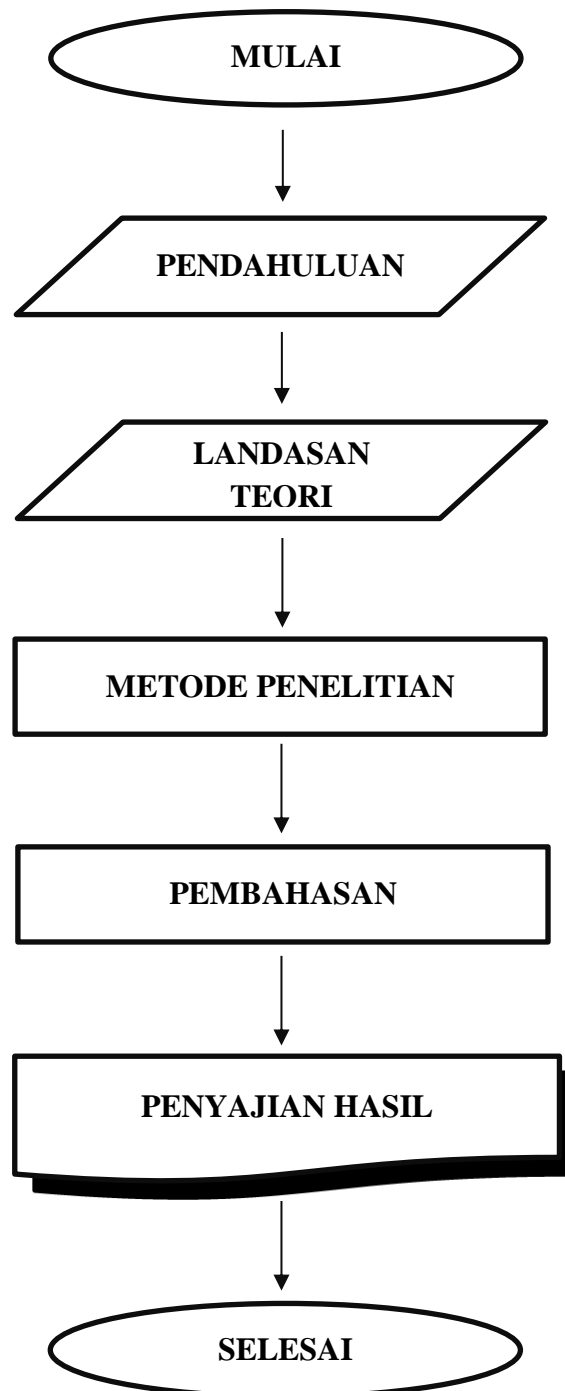 MULAI
PENDAHULUAN
LANDASAN
TEORI
METODE PENELITIAN
PEMBAHASAN
PENYAJIAN HASIL
SELESAI